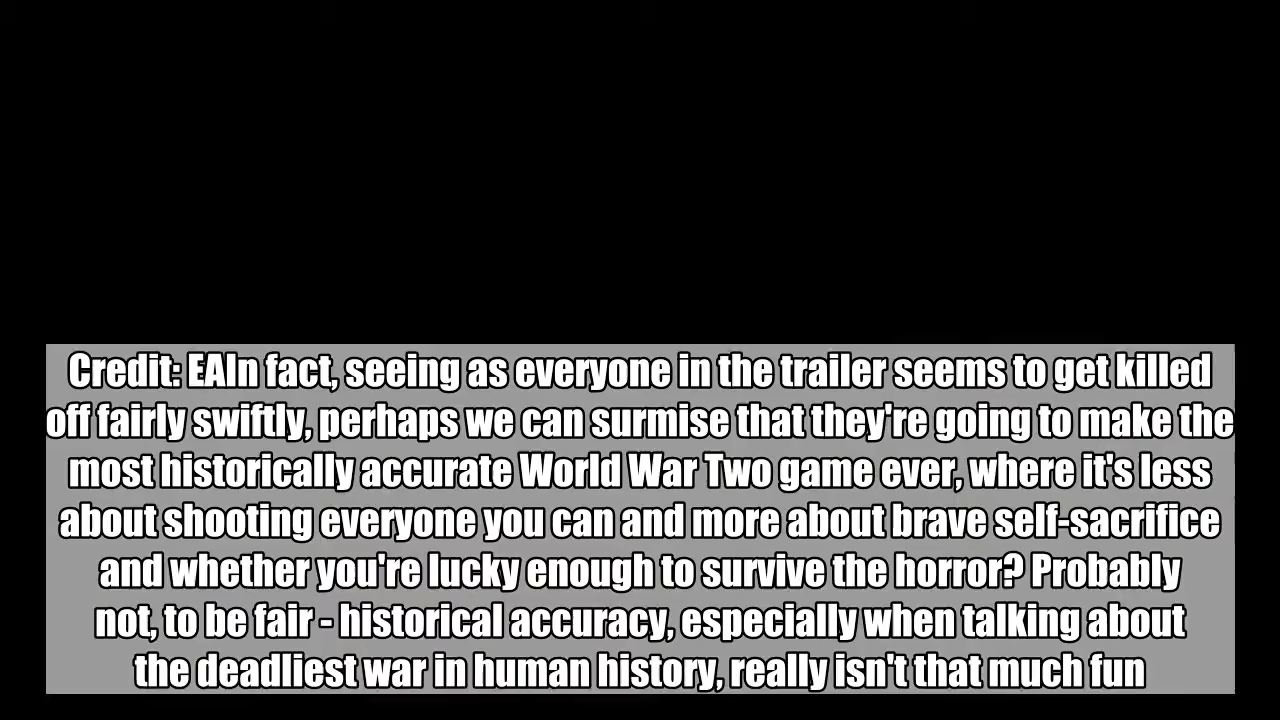 Credit: EAIn fact, seeing as everyone in the trailer seems to get killed
off fairly swiftly, perhaps we can surmise that they're going to make the
most historically accurate World War Two game ever, where it's less
about shooting everyone you can and more about brave self-sacrifice
and whether you're lucky enough to survive the horror? Probably
not, to be fair - historical accuracy, especially when talking about
the deadliest war in human history, really isn't that much fun